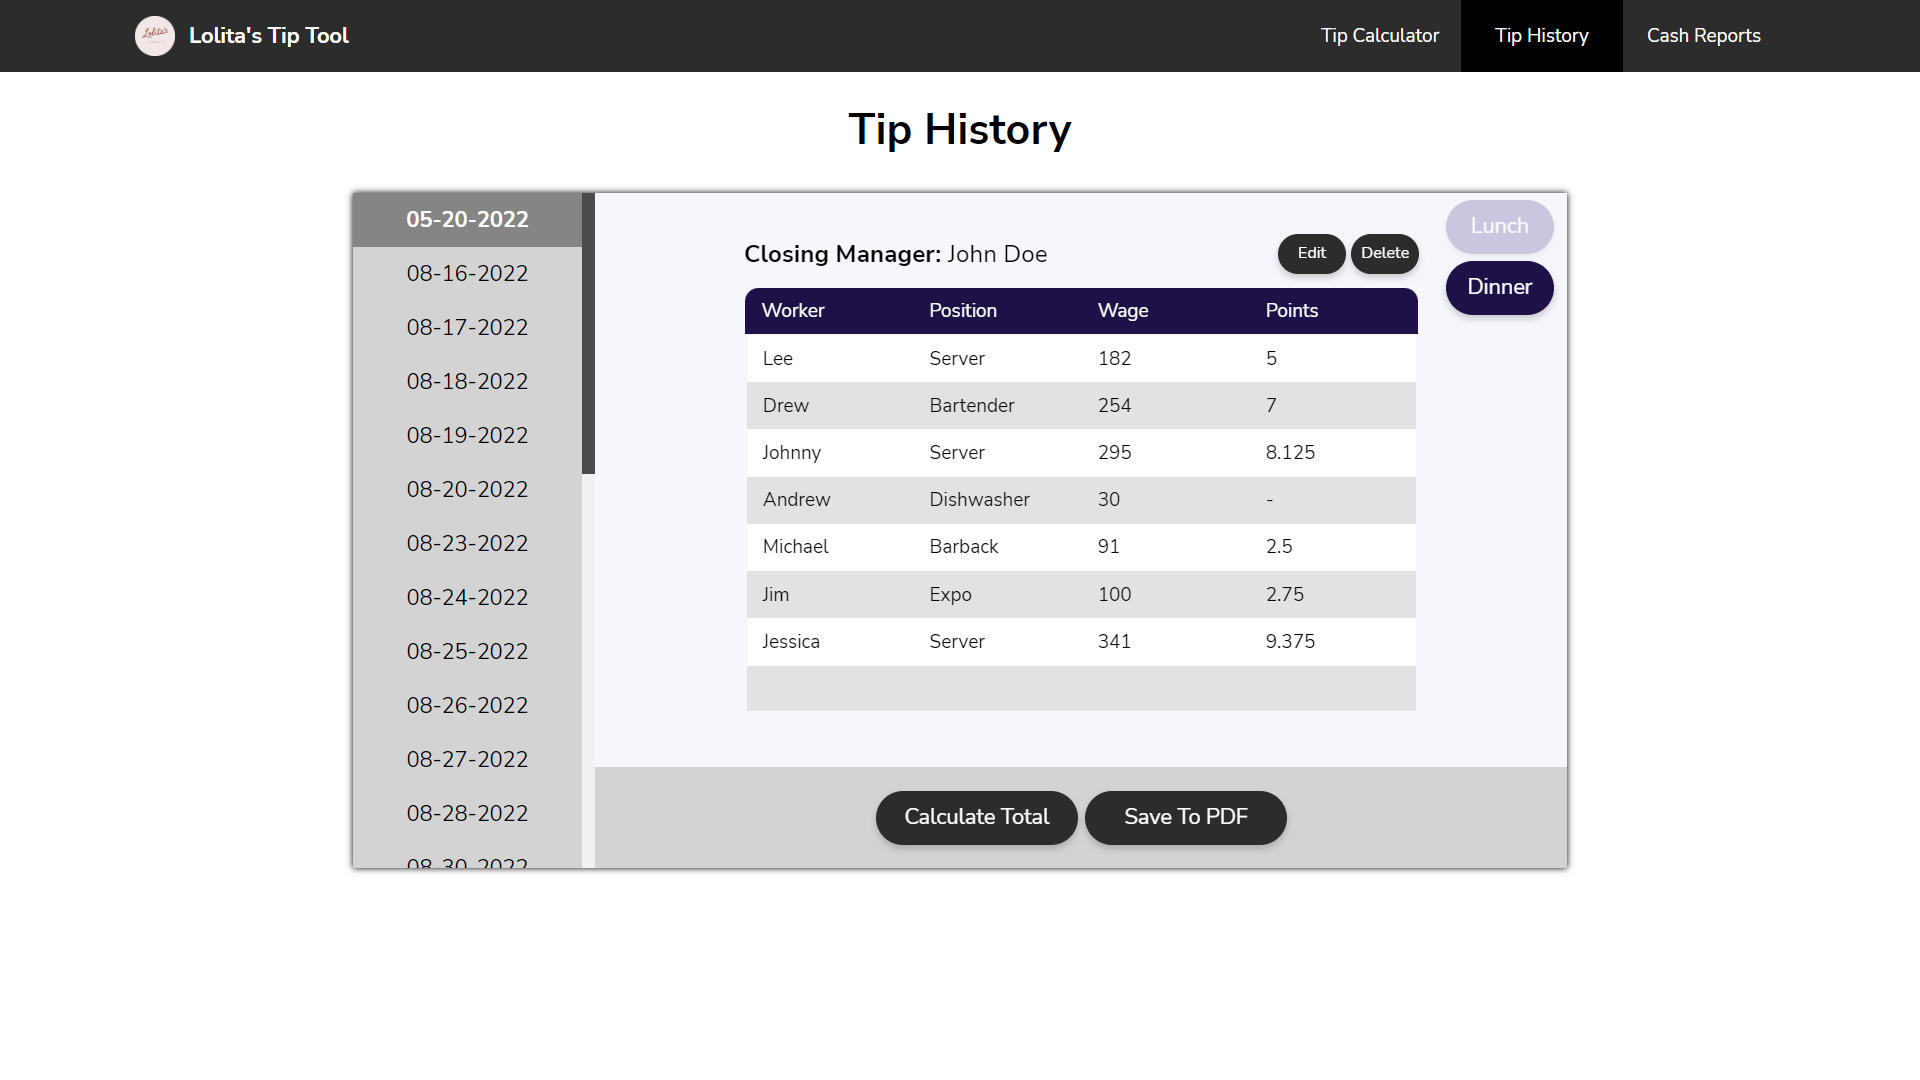 Lolita's
Lolita's Tip Tool
Tip Calculator
Tip History
Cash Reports
Tip History
05-20-2022
08-16-2022
08-17-2022
08-18-2022
08-19-2022
08-20-2022
08-23-2022
08-24-2022
08-25-2022
08-26-2022
08-27-2022
08-28-2022
08-30-2022
Closing Manager: John Doe
Edit
Delete
Lunch
Dinner
Worker Position Wage Points
Lee Server 182 5
Drew Bartender 254 7
Johnny Server 295 8.125
Andrew Dishwasher 30 -
Michael Barback 91 2.5
Jim Expo 100 2.75
Jessica Server 341 9.375
Calculate Total
Save To PDF